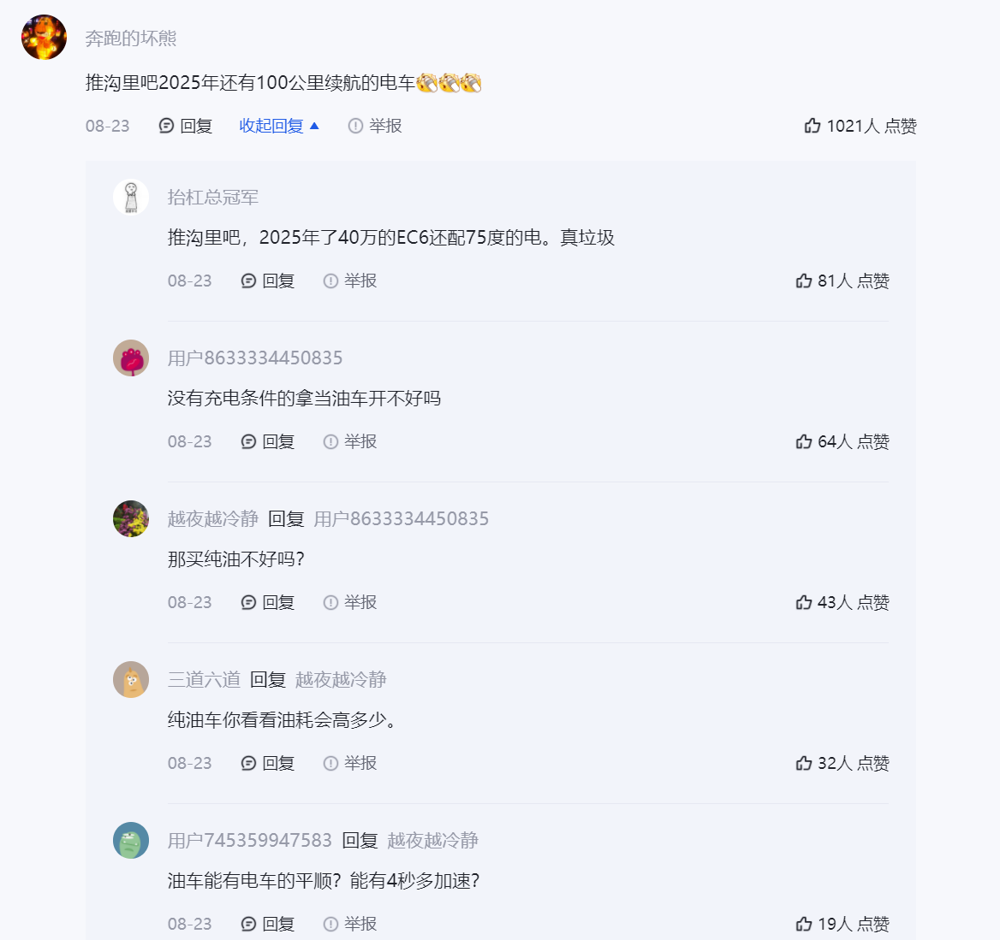 奔跑的坏熊
推沟里吧2025年还有100公里续航的电车👏👏👏
08-23 回复 收起回复 举报 1021人 点赞
抬杠总冠军
推沟里吧，2025年了40万的EC6还配75度的电。真垃圾
08-23 回复 举报 81人 点赞
用户8633334450835
没有充电条件的拿当油车开不好吗
08-23 回复 举报 64人 点赞
越夜越冷静 回复 用户8633334450835
那买纯油不好吗？
08-23 回复 举报 43人 点赞
三道六道 回复 越夜越冷静
纯油车你看看油耗会高多少。
08-23 回复 举报 32人 点赞
用户745359947583 回复 越夜越冷静
油车能有电车的平顺？能有4秒多加速？
08-23 回复 举报 19人 点赞